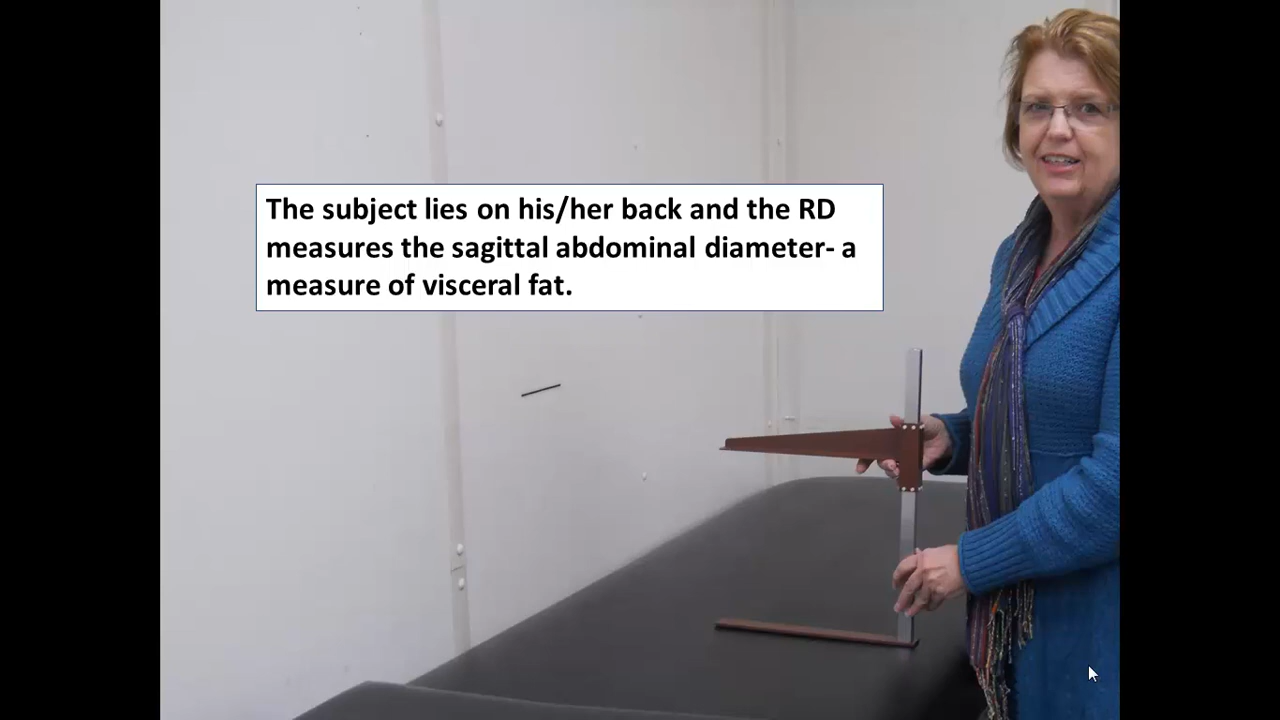 The subject lies on his/her back and the RD
measures the sagittal abdominal diameter- a
measure of visceral fat.